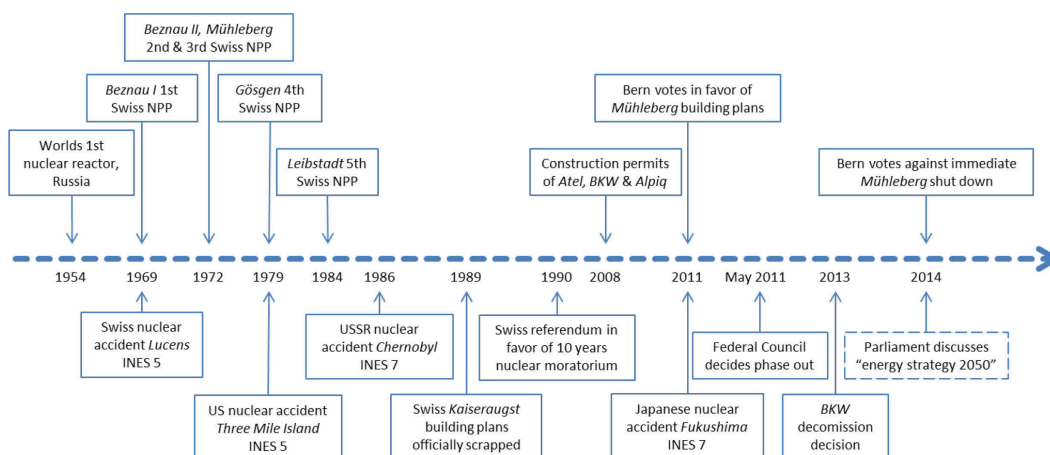 Beznau II, Mühleberg
2nd & 3rd Swiss NPP
Beznau I 1st
Swiss NPP
Gösgen 4th
Swiss NPP
Bern votes in favor of
Mühleberg building plans
Worlds 1st
nuclear reactor,
Russia
Leibstadt 5th
Swiss NPP
Construction permits
of Atel, BKW & Alpiq
Bern votes against immediate
Mühleberg shut down
1954 1969 1972 1979 1984 1986 1989 1990 2008 2011 May 2011 2013 2014
Swiss nuclear
accident Lucens
INES 5
USSR nuclear
accident Chernobyl
INES 7
Swiss referendum in
favor of 10 years
nuclear moratorium
Federal Council
decides phase out
Parliament discusses
“energy strategy 2050”
US nuclear accident
Three Mile Island
INES 5
Swiss Kaiseraugst
building plans
officially scrapped
Japanese nuclear
accident Fukushima
INES 7
BKW
decomission
decision